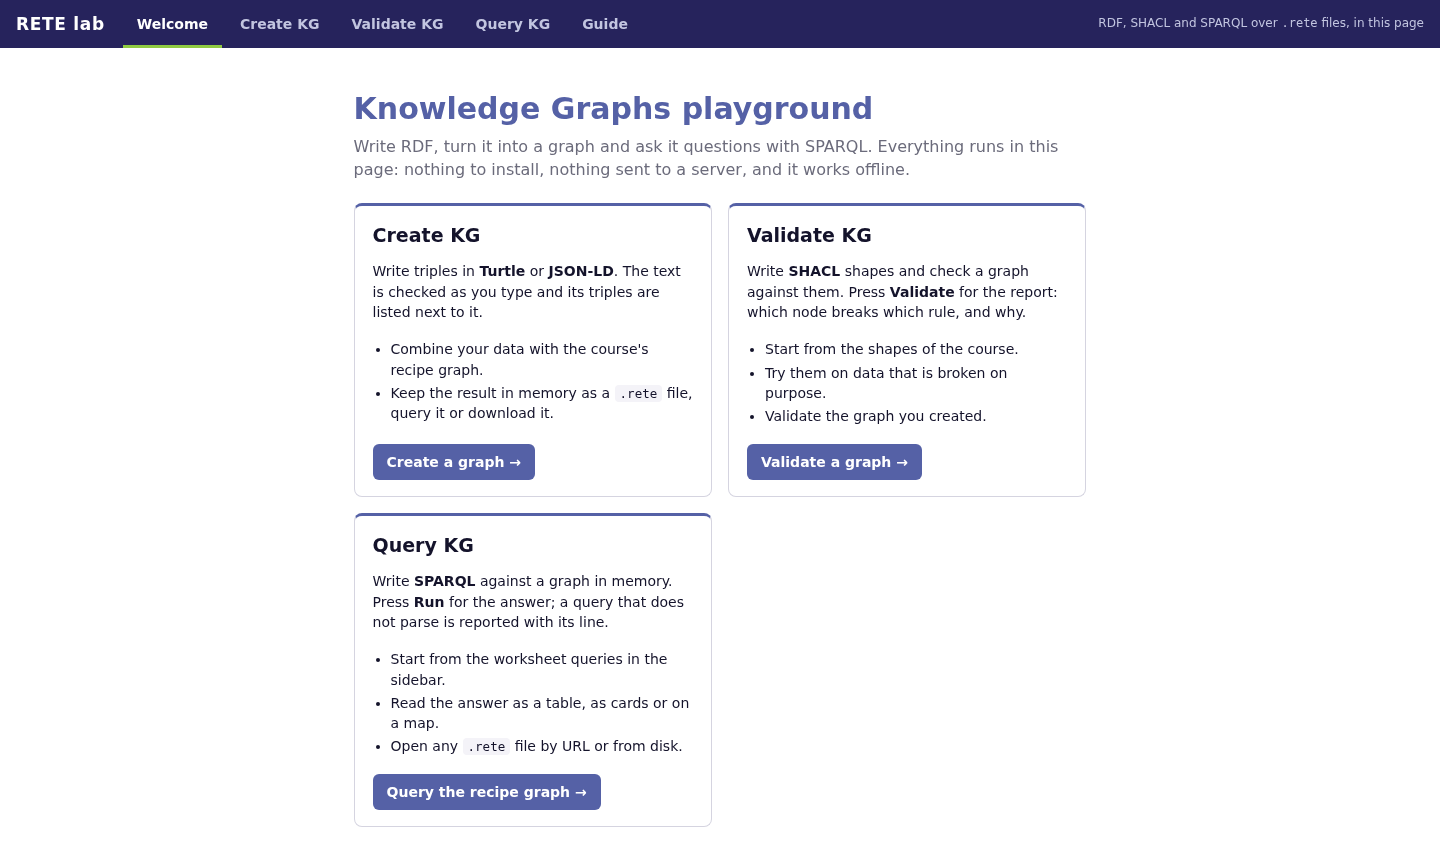 RETE lab
Welcome
Create KG
Validate KG
Query KG
Guide
RDF, SHACL and SPARQL over .rete files, in this page
Knowledge Graphs playground
Write RDF, turn it into a graph and ask it questions with SPARQL. Everything runs in this
page: nothing to install, nothing sent to a server, and it works offline.
Create KG
Write triples in Turtle or JSON-LD. The text
is checked as you type and its triples are
listed next to it.
• Combine your data with the course's
recipe graph.
• Keep the result in memory as a .rete file,
query it or download it.
Create a graph →
Validate KG
Write SHACL shapes and check a graph
against them. Press Validate for the report:
which node breaks which rule, and why.
• Start from the shapes of the course.
• Try them on data that is broken on
purpose.
• Validate the graph you created.
Validate a graph →
Query KG
Write SPARQL against a graph in memory.
Press Run for the answer; a query that does
not parse is reported with its line.
• Start from the worksheet queries in the
sidebar.
• Read the answer as a table, as cards or on
a map.
• Open any .rete file by URL or from disk.
Query the recipe graph →